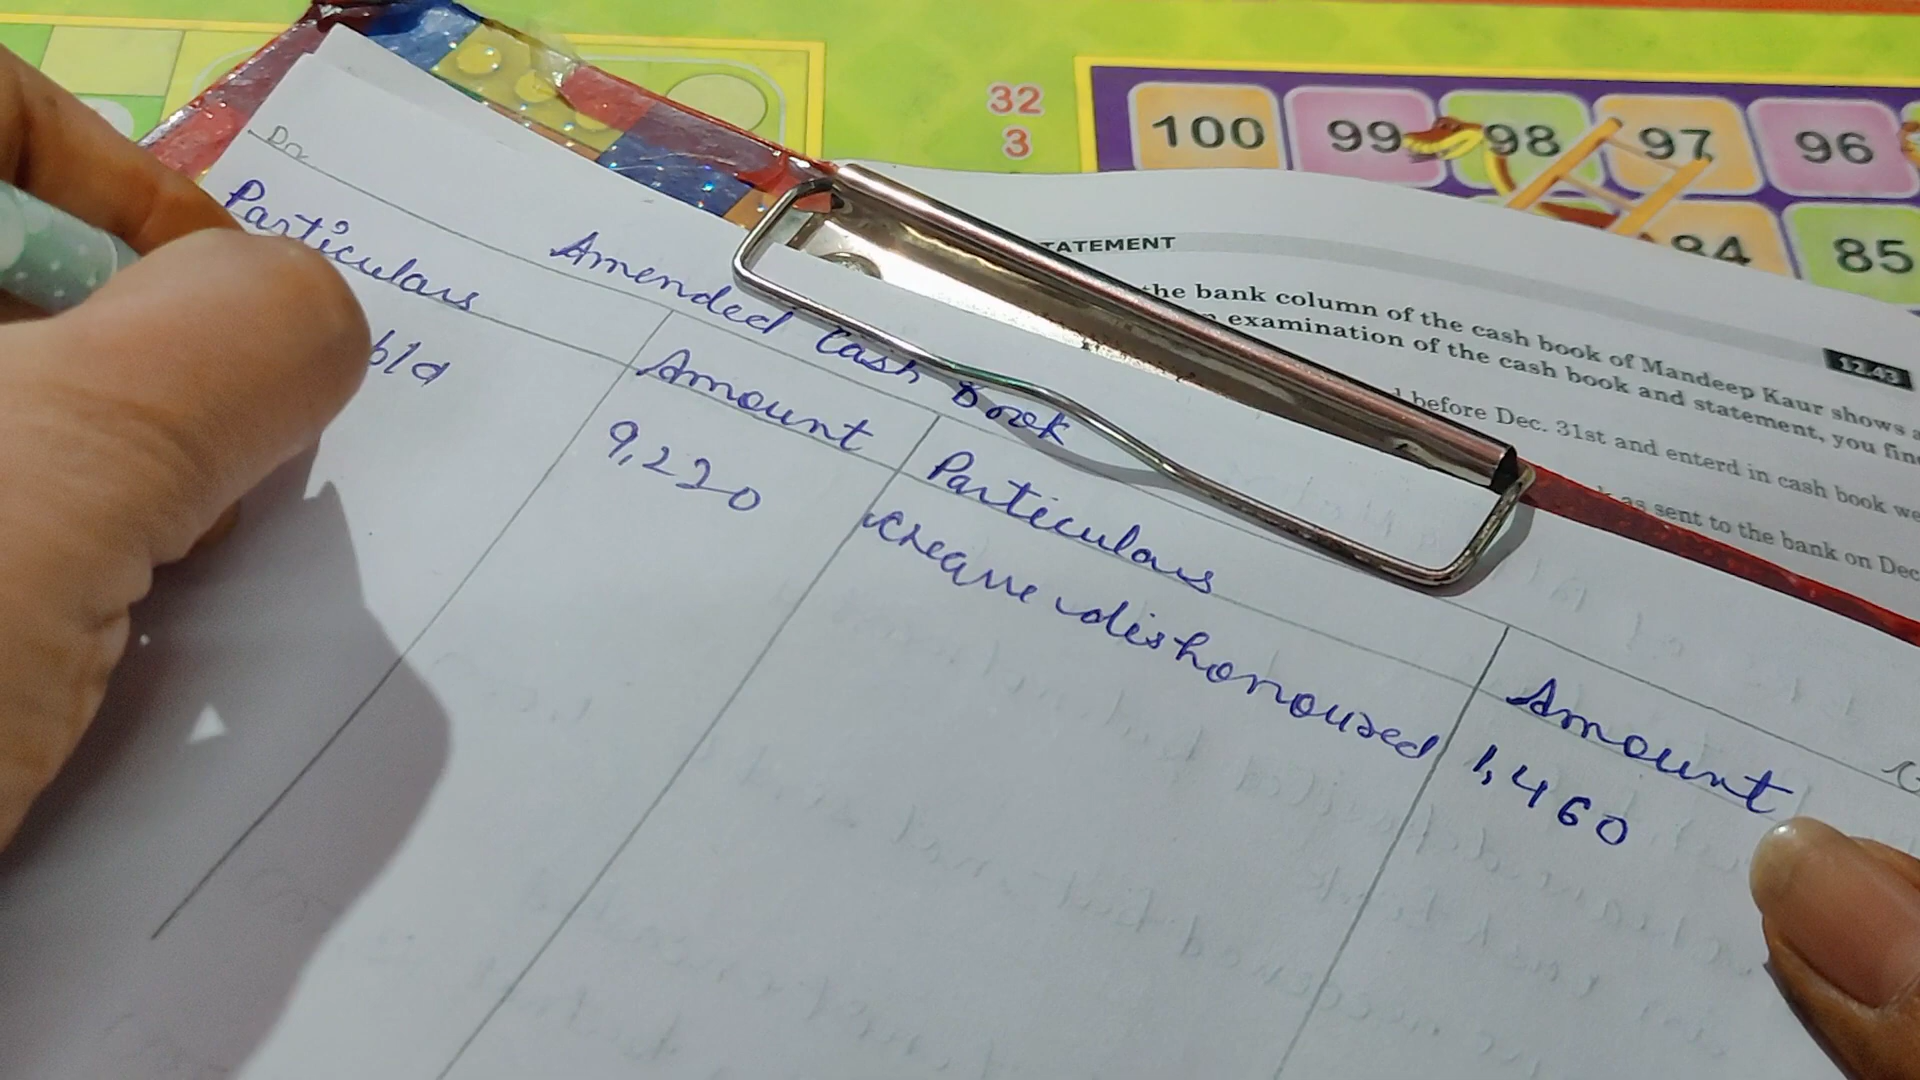 32
3
100 99 98 97 96
84 85
TATEMENT
12.43
the bank column of the cash book of Mandeep Kaur shows
examination of the cash book and statement, you find
before Dec. 31st and enterd in cash book we
as sent to the bank on Dec
Dr
Amended Cash Book
Particulars Amount Particulars Amount
b/d 9,220 dishonoured 1,460